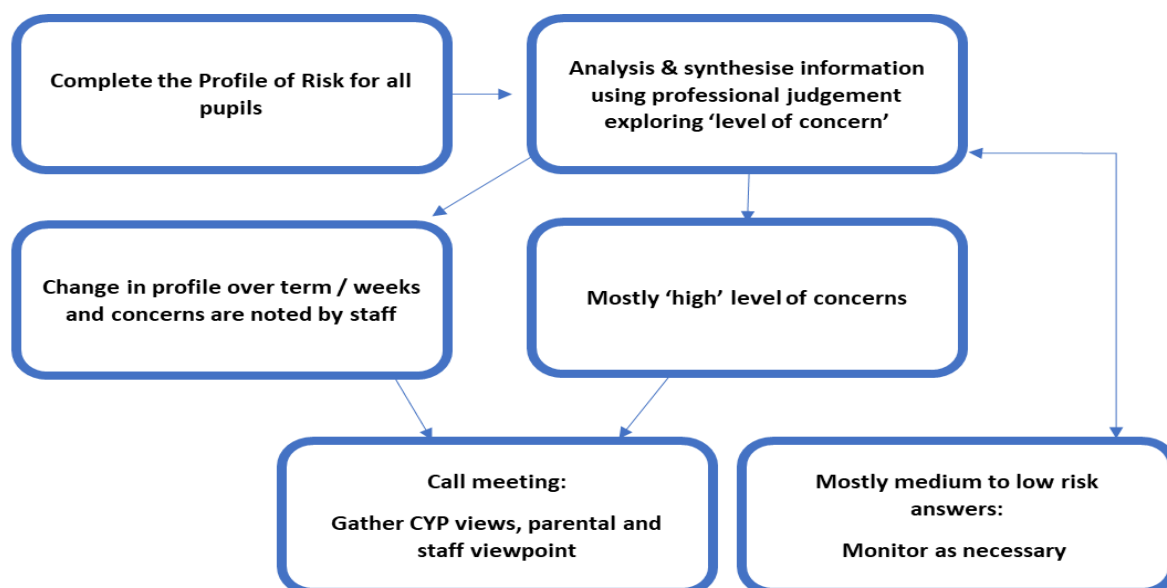 Complete the Profile of Risk for all
pupils
Analysis & synthesise information
using professional judgement
exploring ‘level of concern’
Change in profile over term / weeks
and concerns are noted by staff
Mostly ‘high’ level of concerns
Call meeting:
Gather CYP views, parental and
staff viewpoint
Mostly medium to low risk
answers:
Monitor as necessary